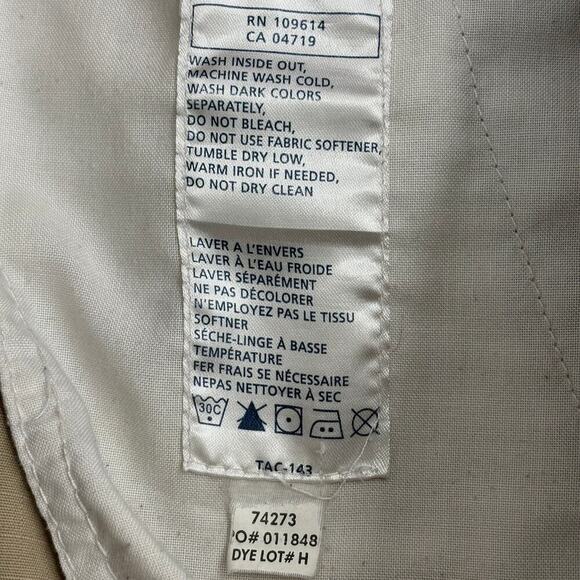 RN 109614
CA 04719
WASH INSIDE OUT,
MACHINE WASH COLD,
WASH DARK COLORS
SEPARATELY,
DO NOT BLEACH,
DO NOT USE FABRIC SOFTENER,
TUMBLE DRY LOW,
WARM IRON IF NEEDED,
DO NOT DRY CLEAN
LAVER A L'ENVERS
LAVER À L'EAU FROIDE
LAVER SÉPARÉMENT
NE PAS DÉCOLORER
N'EMPLOYEZ PAS LE TISSU
SOFTNER
SÉCHE-LINGE À BASSE
TEMPÉRATURE
FER FRAIS SE NÉCESSAIRE
NEPAS NETTOYER À SEC
30C
TAC-143
74273
PO# 011848
DYE LOT# H